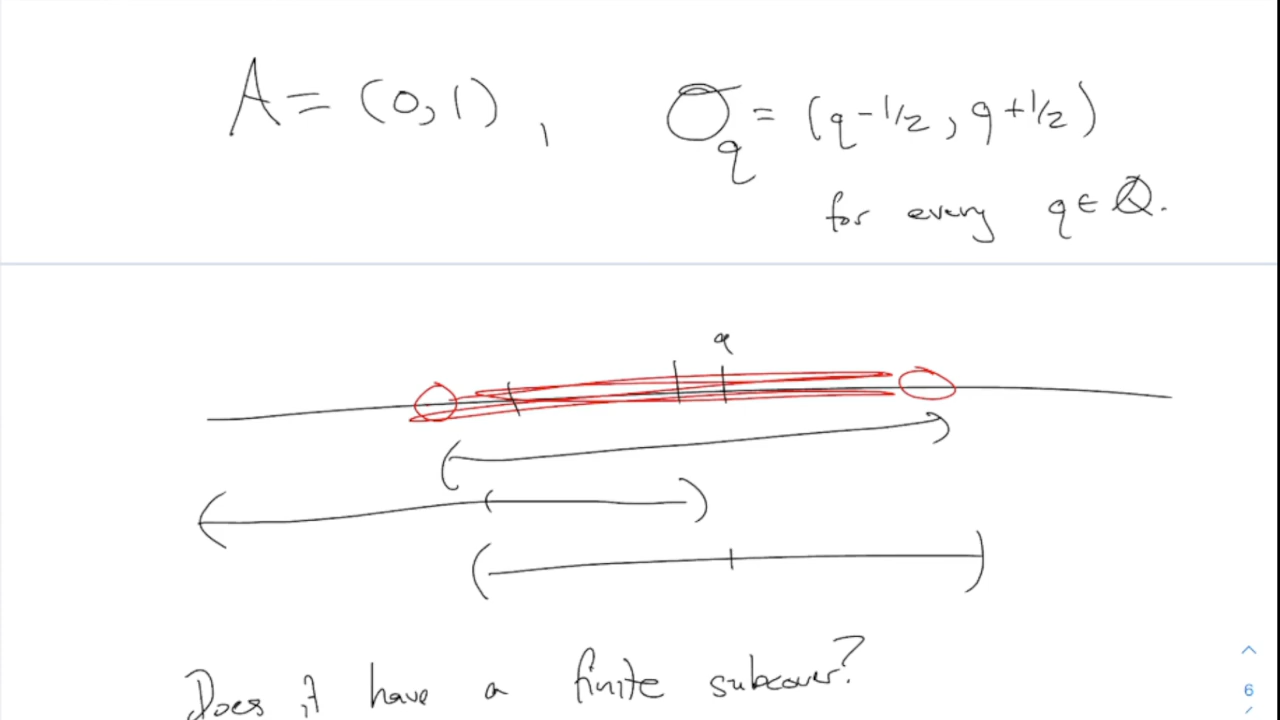 A = (0,1), O_q = (q-1/2, q+1/2)
for every q ∈ ℚ.
q
Does it have a finite subcover?
6